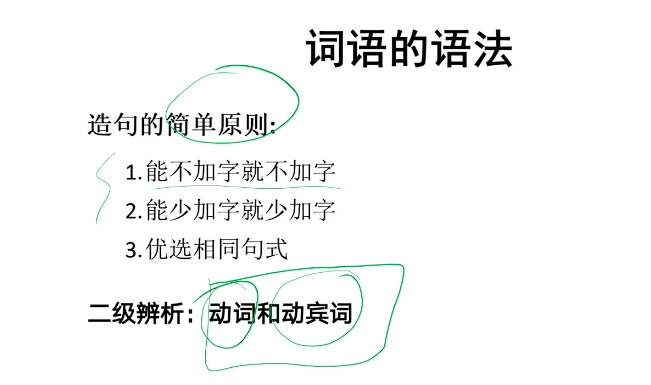 词语的语法
造句的简单原则:
1.能不加字就不加字
2.能少加字就少加字
3.优选相同句式
二级辨析：动词和动宾词